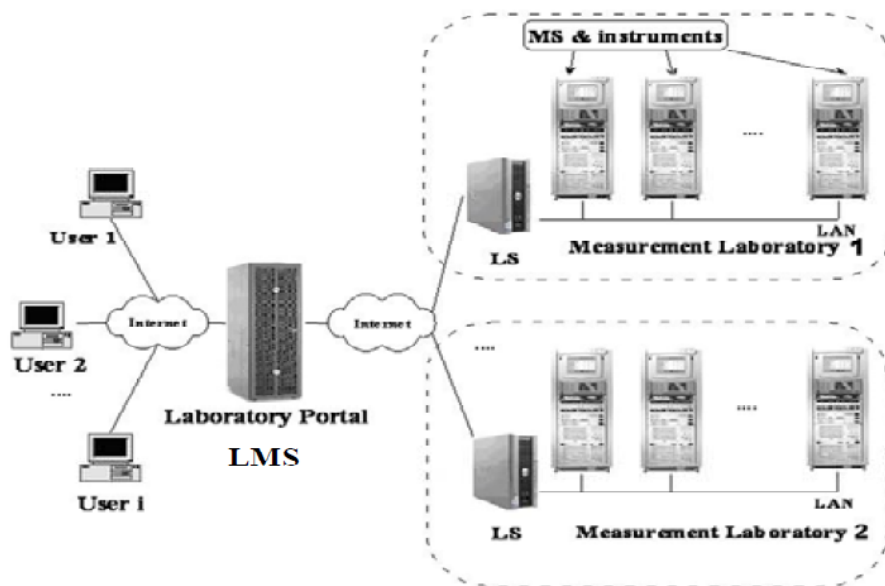 MS & instruments
....
LAN
LS
Measurement Laboratory 1
User 1
Internet
Internet
User 2
....
Laboratory Portal
LMS
User i
....
....
LAN
LS
Measurement Laboratory 2